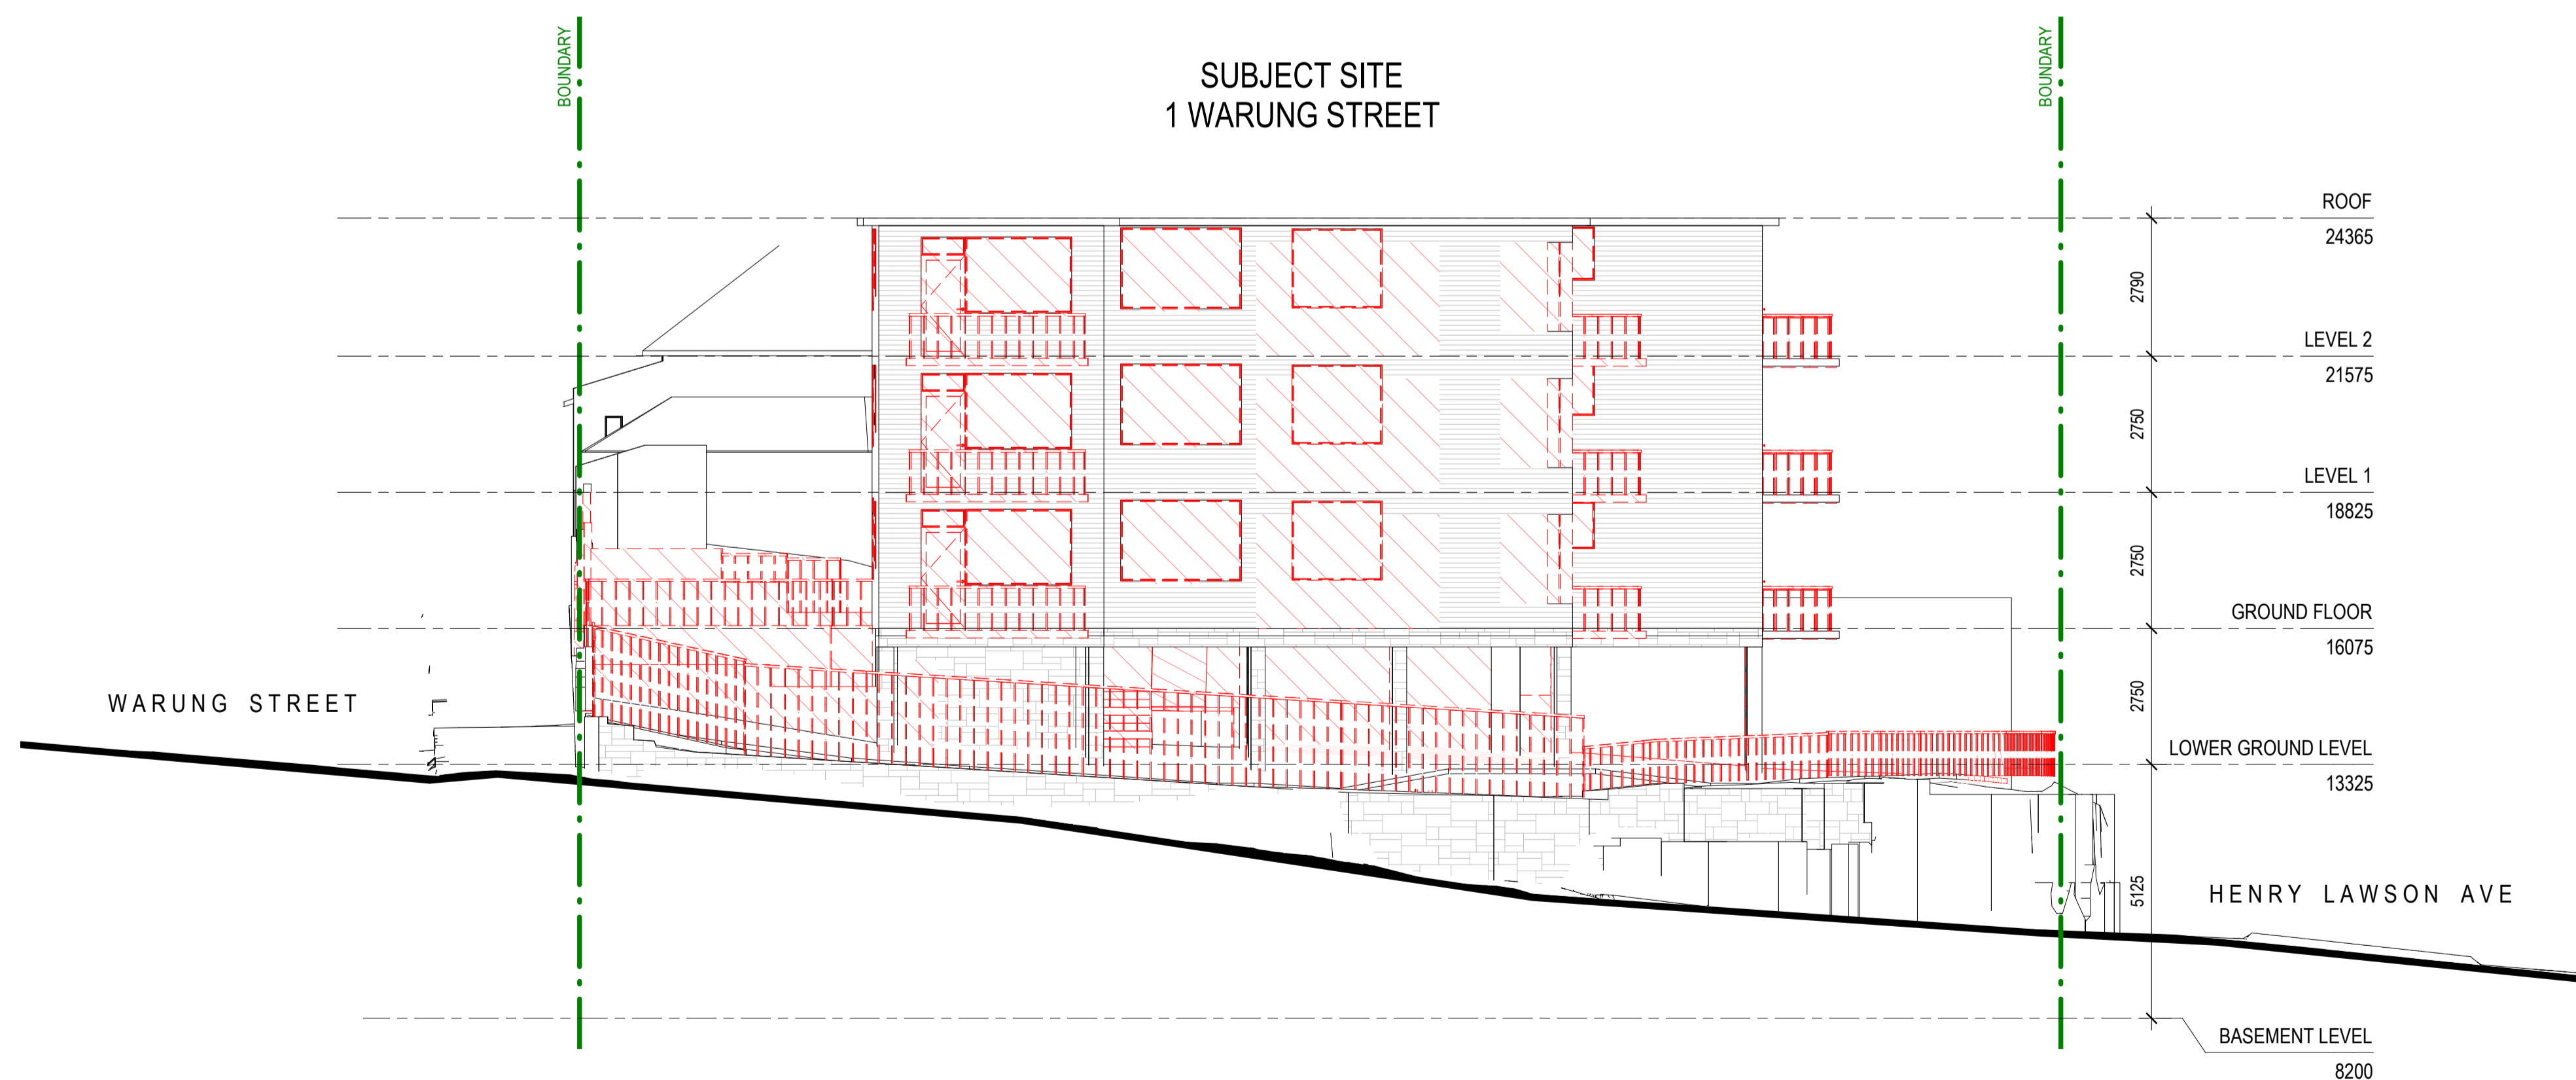 BOUNDARY
BOUNDARY
SUBJECT SITE
1 WARUNG STREET
ROOF
24365
2790
LEVEL 2
21575
2750
LEVEL 1
18825
2750
GROUND FLOOR
16075
2750
WARUNG STREET
LOWER GROUND LEVEL
13325
5125
HENRY LAWSON AVE
BASEMENT LEVEL
8200